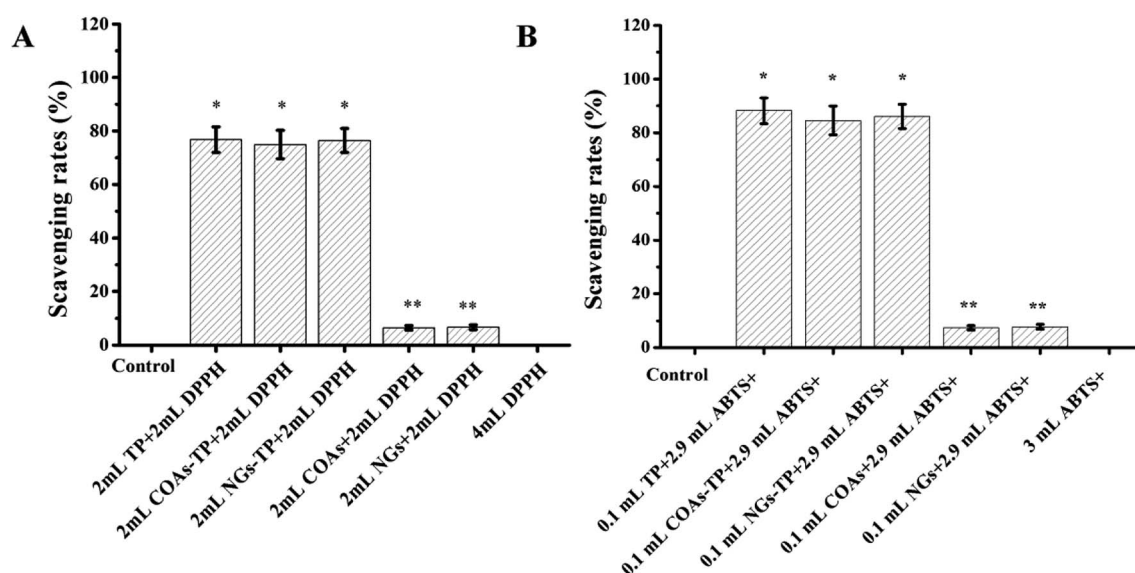 A
Scavenging rates (%)
120
100
80
60
40
20
0
*
*
*
**
**
Control
2mL TP+2mL DPPH
2mL COAs-TP+2mL DPPH
2mL NGs-TP+2mL DPPH
2mL COAs+2mL DPPH
2mL NGs+2mL DPPH
4mL DPPH
B
Scavenging rates (%)
120
100
80
60
40
20
0
*
*
*
**
**
Control
0.1 mL TP+2.9 mL ABTS+
0.1 mL COAs-TP+2.9 mL ABTS+
0.1 mL NGs-TP+2.9 mL ABTS+
0.1 mL COAs+2.9 mL ABTS+
0.1 mL NGs+2.9 mL ABTS+
3 mL ABTS+